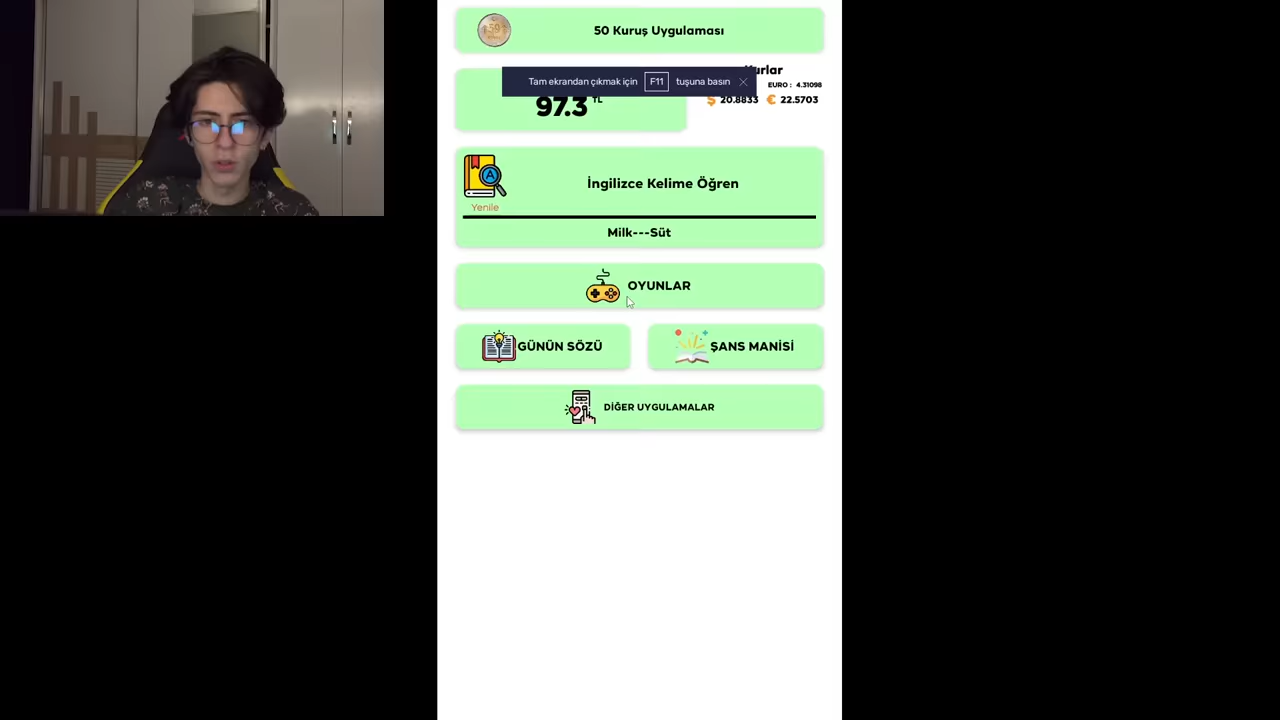 50 Kuruş Uygulaması
Tam ekrandan çıkmak için F11 tuşuna basın
EURO : 4.31098
97.3 TL
$ 20.8833 € 22.5703
İngilizce Kelime Öğren
Yenile
Milk---Süt
OYUNLAR
GÜNÜN SÖZÜ
ŞANS MANİSİ
DİĞER UYGULAMALAR